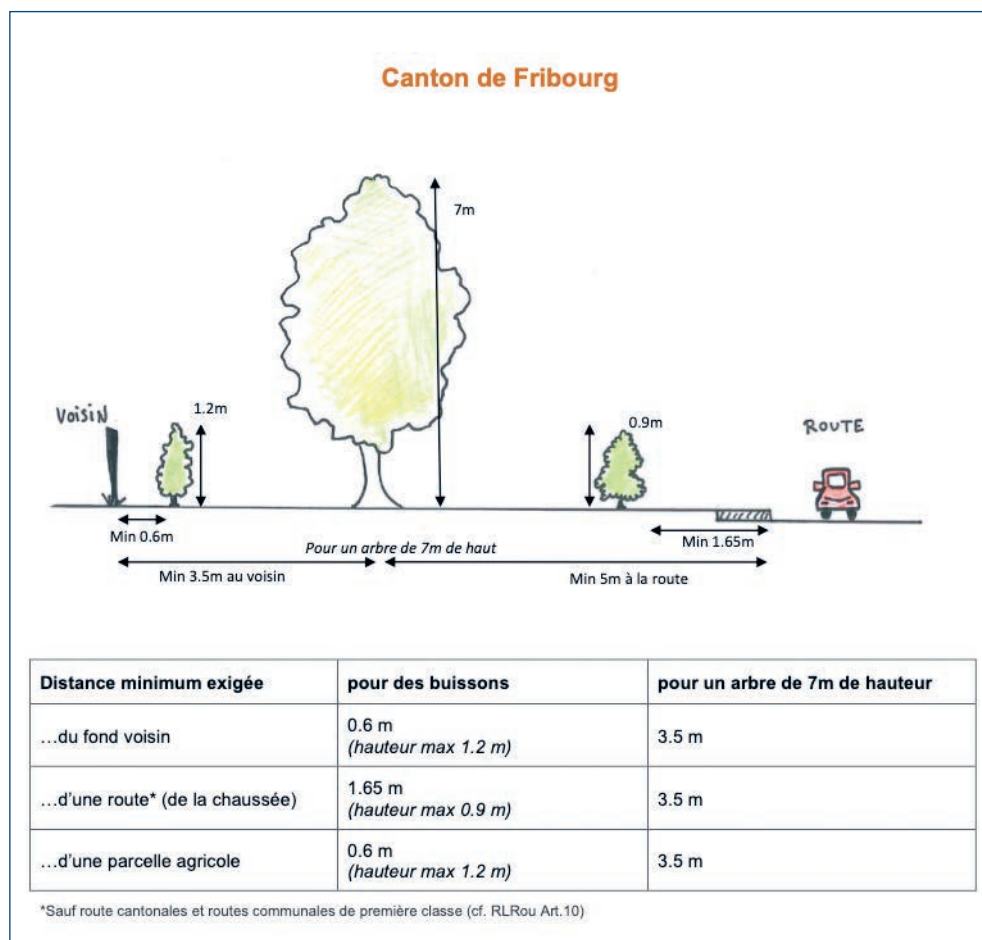 Canton de Fribourg
7m
VOISIN
1.2m
0.9m
ROUTE
Min 0.6m
Pour un arbre de 7m de haut
Min 1.65m
Min 3.5m au voisin
Min 5m à la route
Distance minimum exigée pour des buissons pour un arbre de 7m de hauteur
...du fond voisin 0.6 m (hauteur max 1.2 m) 3.5 m
...d'une route* (de la chaussée) 1.65 m (hauteur max 0.9 m) 3.5 m
...d'une parcelle agricole 0.6 m (hauteur max 1.2 m) 3.5 m
*Sauf route cantonales et routes communales de première classe (cf. RLRou Art.10)